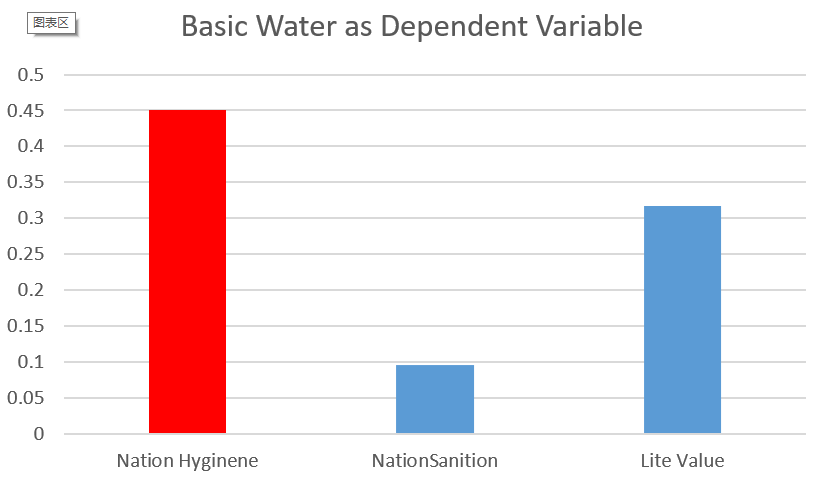 图表区
Basic Water as Dependent Variable
0.5
0.45
0.4
0.35
0.3
0.25
0.2
0.15
0.1
0.05
0
Nation Hyginene
NationSanition
Lite Value